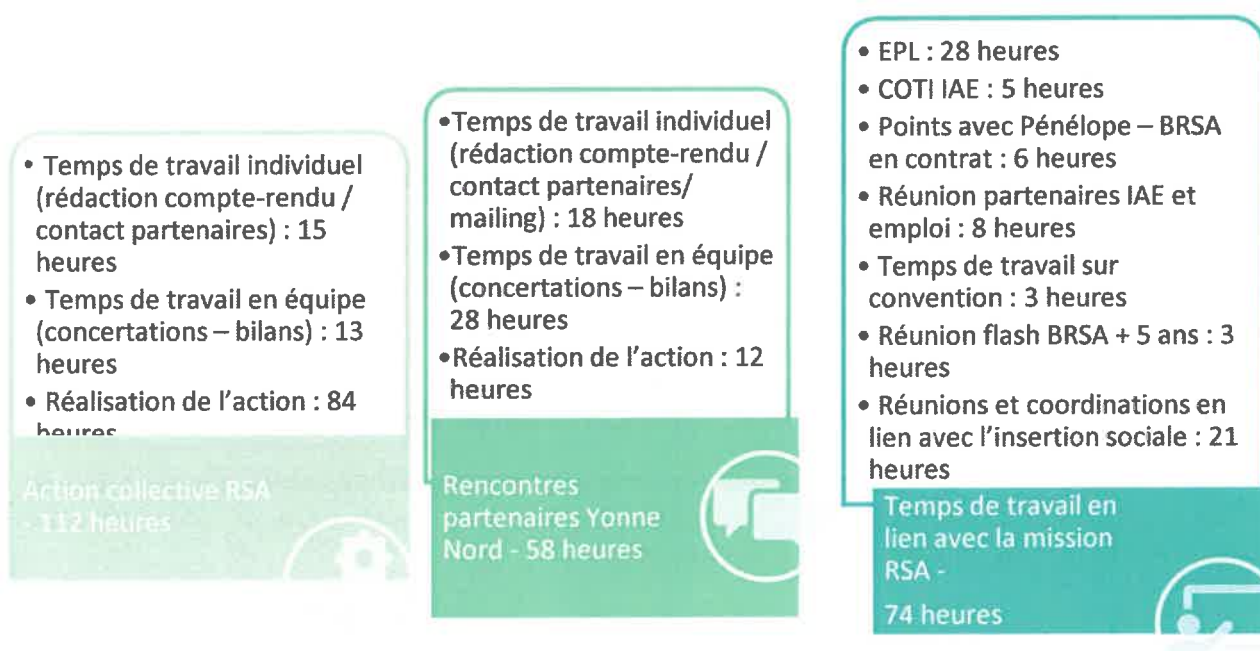 • Temps de travail individuel
(rédaction compte-rendu /
contact partenaires) : 15
heures
• Temps de travail en équipe
(concertations – bilans) : 13
heures
• Réalisation de l'action : 84
heures
Action collective RSA
- 112 heures
•Temps de travail individuel
(rédaction compte-rendu /
contact partenaires/
mailing) : 18 heures
•Temps de travail en équipe
(concertations – bilans) :
28 heures
•Réalisation de l'action : 12
heures
Rencontres
partenaires Yonne
Nord - 58 heures
• EPL : 28 heures
• COTI IAE : 5 heures
• Points avec Pénélope – BRSA
en contrat : 6 heures
• Réunion partenaires IAE et
emploi : 8 heures
• Temps de travail sur
convention : 3 heures
• Réunion flash BRSA + 5 ans : 3
heures
• Réunions et coordinations en
lien avec l'insertion sociale : 21
heures
Temps de travail en
lien avec la mission
RSA -
74 heures